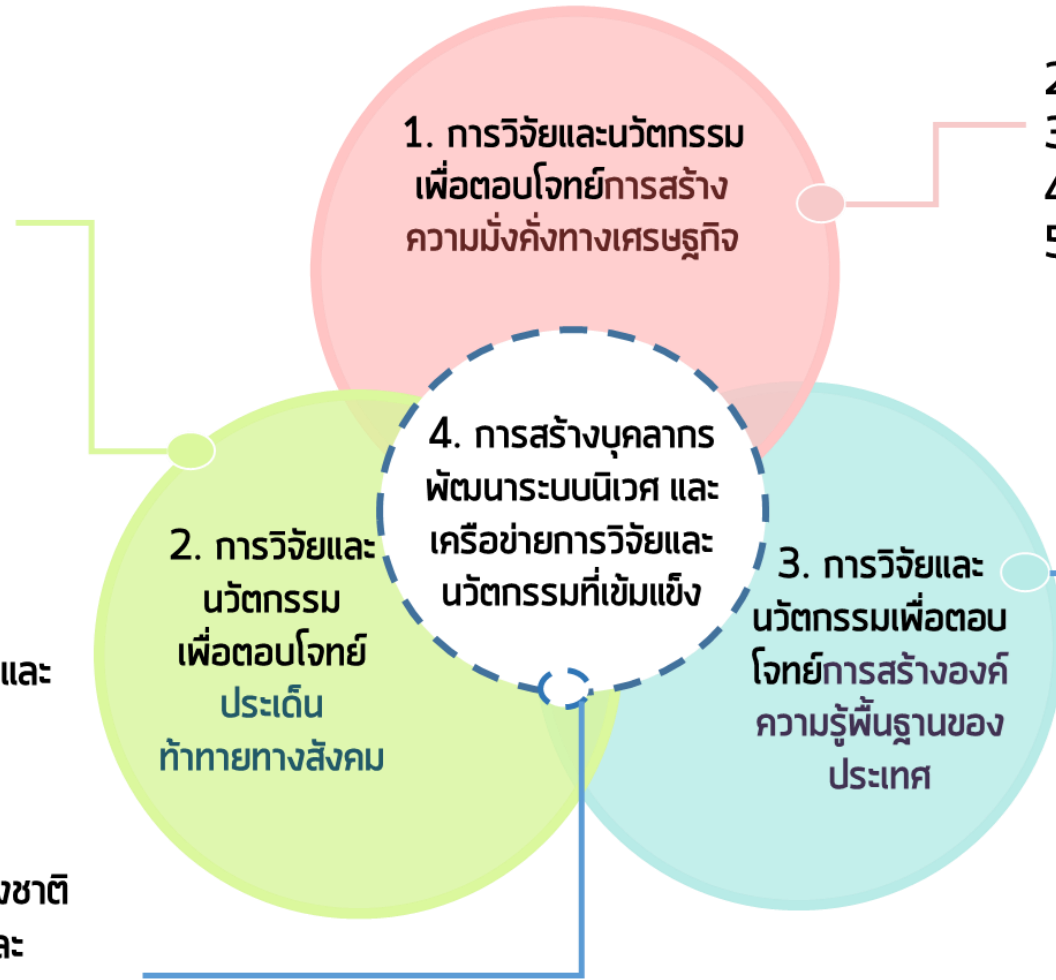 1. การวิจัยและนวัตกรรม
เพื่อตอบโจทย์การสร้าง
ความมั่งคั่งทางเศรษฐกิจ
2
3
4
5
4. การสร้างบุคลากร
พัฒนาระบบนิเวศ และ
เครือข่ายการวิจัยและ
นวัตกรรมที่เข้มแข็ง
2. การวิจัยและ
นวัตกรรม
เพื่อตอบโจทย์
ประเด็น
ท้าทายทางสังคม
3. การวิจัยและ
นวัตกรรมเพื่อตอบ
โจทย์การสร้างองค์
ความรู้พื้นฐานของ
ประเทศ
และ